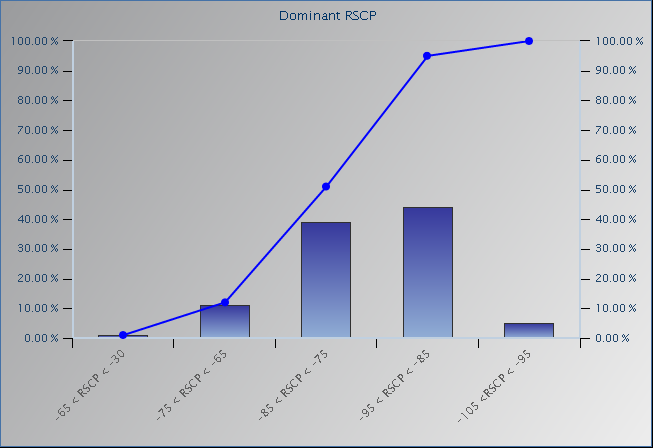 Dominant RSCP
100.00 % 100.00 %
90.00 % 90.00 %
80.00 % 80.00 %
70.00 % 70.00 %
60.00 % 60.00 %
50.00 % 50.00 %
40.00 % 40.00 %
30.00 % 30.00 %
20.00 % 20.00 %
10.00 % 10.00 %
0.00 % 0.00 %
-65 < RSCP < -30
-75 < RSCP < -65
-85 < RSCP < -75
-95 < RSCP < -85
-105 <RSCP < -95